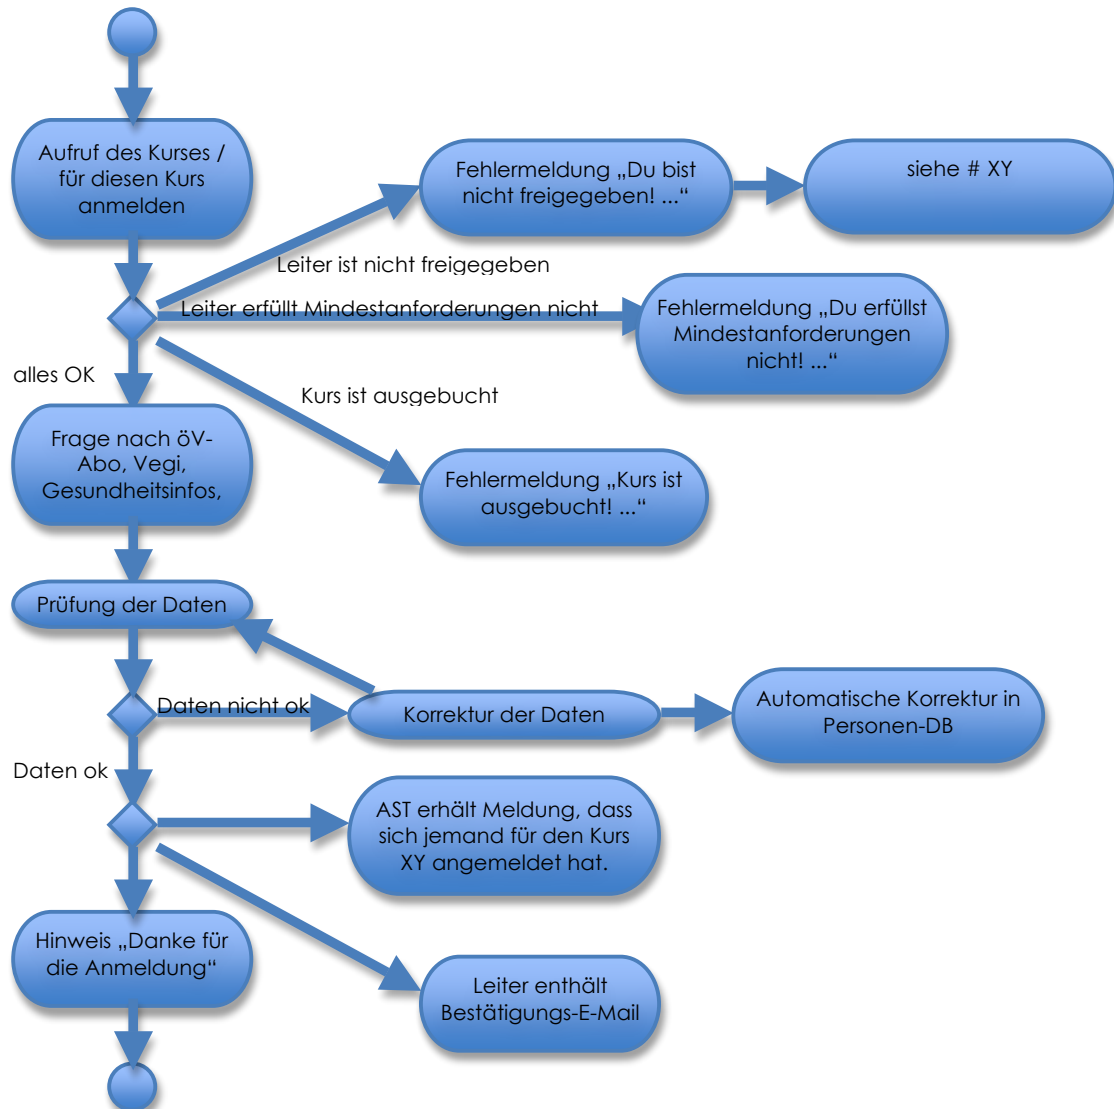 Aufruf des Kurses /
für diesen Kurs
anmelden
Fehlermeldung „Du bist
nicht freigegeben! ...“
siehe # XY
Leiter ist nicht freigegeben
Leiter erfüllt Mindestanforderungen nicht
Fehlermeldung „Du erfüllst
Mindestanforderungen
nicht! ...“
alles OK
Kurs ist ausgebucht
Frage nach öV-
Abo, Vegi,
Gesundheitsinfos,
Fehlermeldung „Kurs ist
ausgebucht! ...“
Prüfung der Daten
Daten nicht ok
Korrektur der Daten
Automatische Korrektur in
Personen-DB
Daten ok
AST erhält Meldung, dass
sich jemand für den Kurs
XY angemeldet hat.
Hinweis „Danke für
die Anmeldung“
Leiter enthält
Bestätigungs-E-Mail